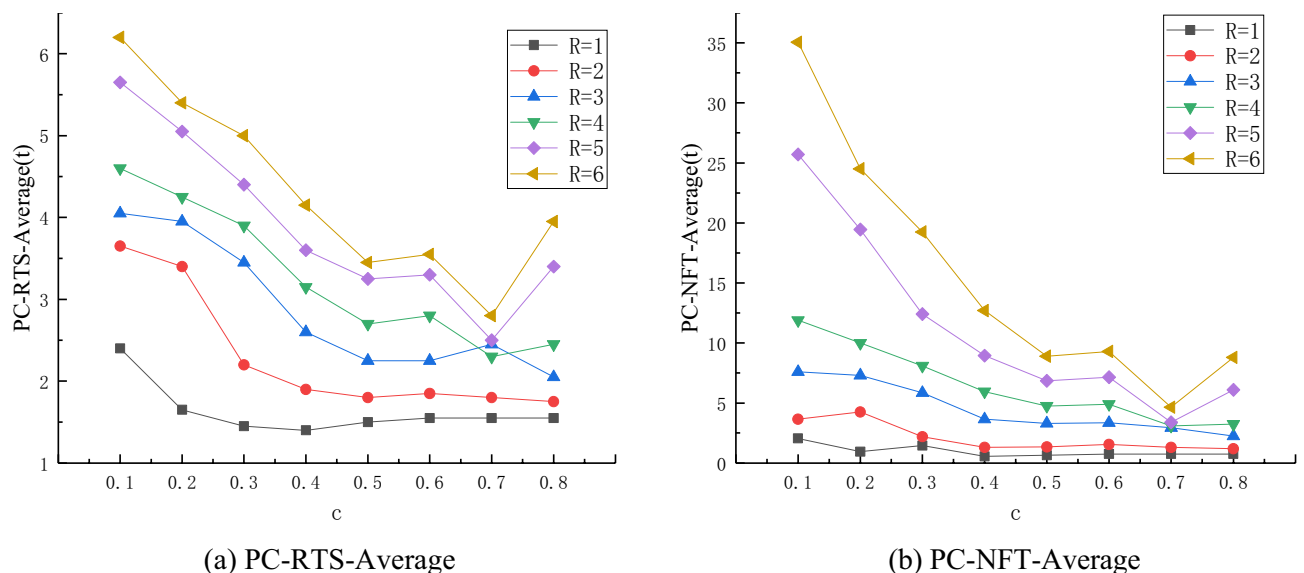 PC-RTS-Average(t)
6
5
4
3
2
1
0.1 0.2 0.3 0.4 0.5 0.6 0.7 0.8
c
R=1
R=2
R=3
R=4
R=5
R=6
(a) PC-RTS-Average
PC-NFT-Average(t)
35
30
25
20
15
10
5
0
0.1 0.2 0.3 0.4 0.5 0.6 0.7 0.8
c
R=1
R=2
R=3
R=4
R=5
R=6
(b) PC-NFT-Average